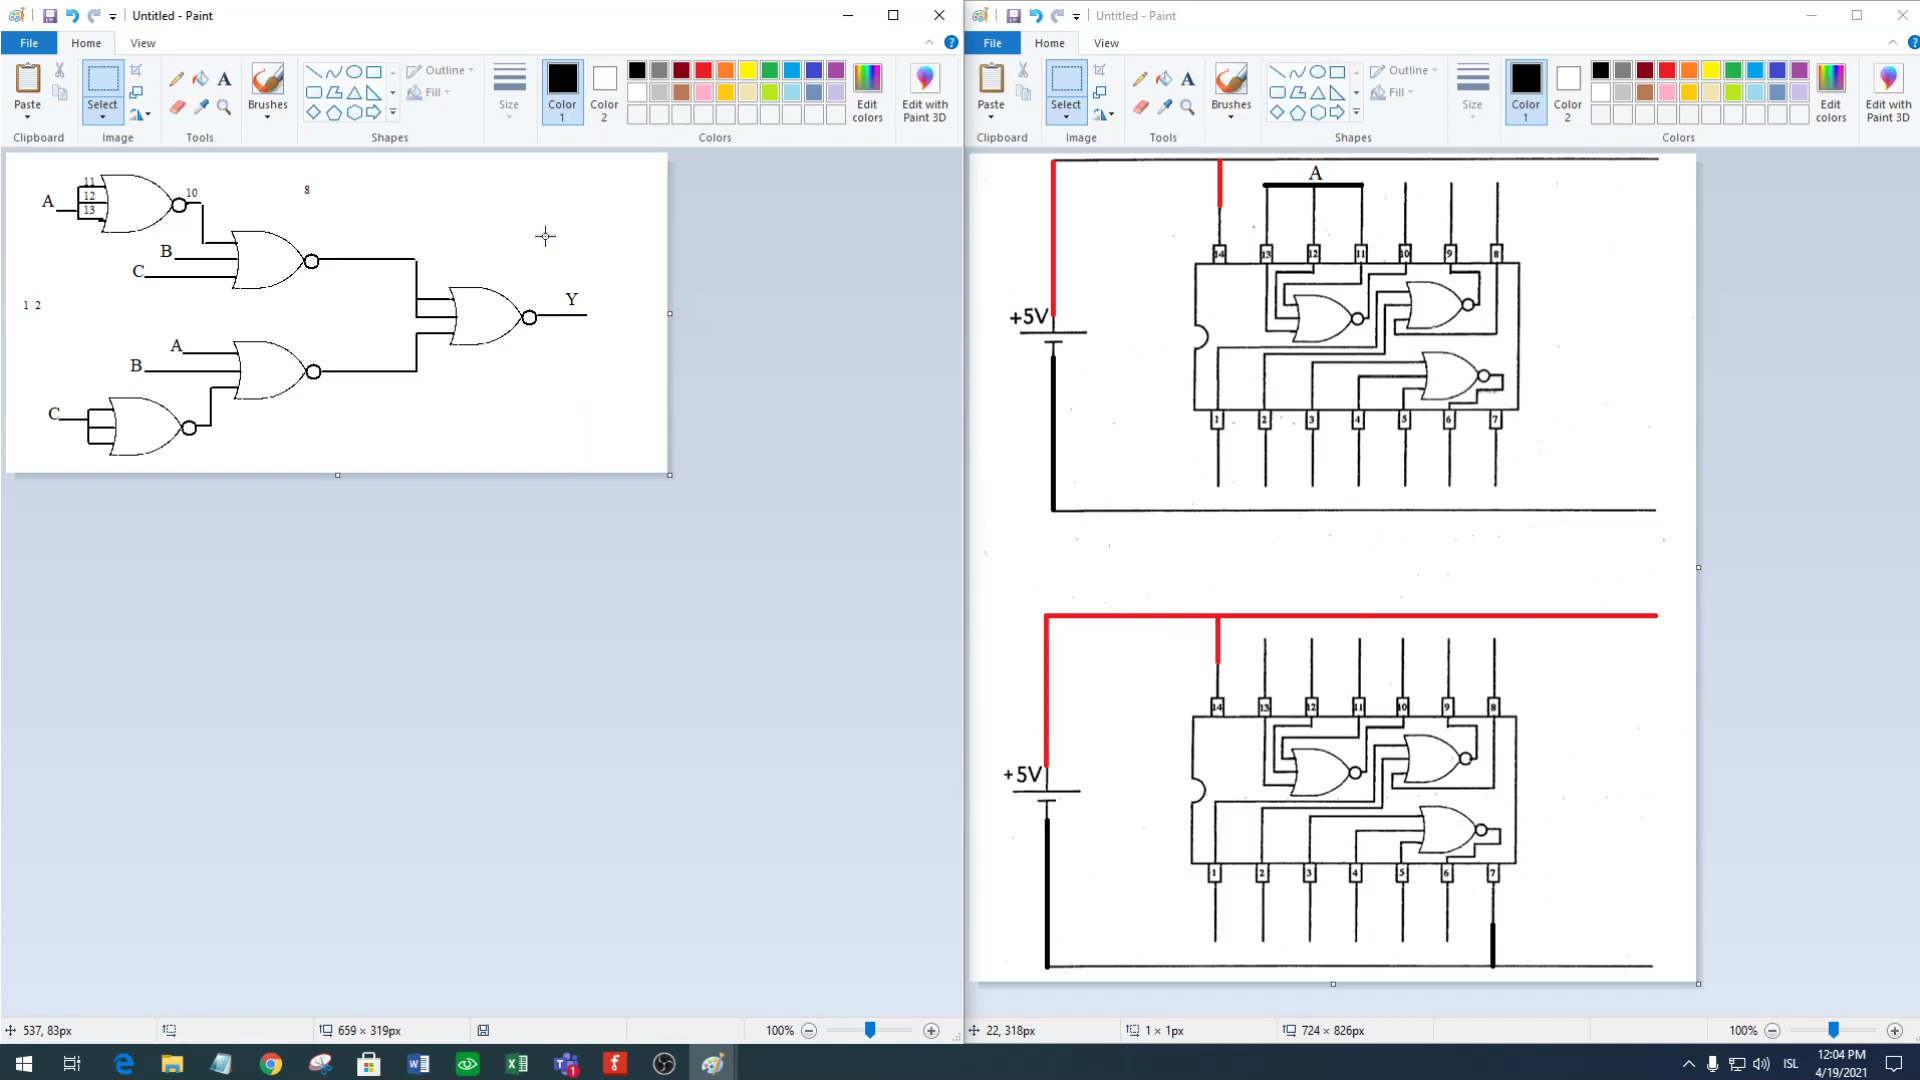 Untitled - Paint
File Home View
Paste
Select
Brushes
Outline
Fill
Size
Color 1
Color 2
Edit colors
Edit with Paint 3D
Clipboard Image Tools Shapes Colors
A
11
12
13
10
8
B
C
1 2
Y
A
B
C
537, 83px
659 × 319px
100%
Untitled - Paint
File Home View
Paste
Select
Brushes
Outline
Fill
Size
Color 1
Color 2
Edit colors
Edit with Paint 3D
Clipboard Image Tools Shapes Colors
A
14 13 12 11 10 9 8
+5V
1 2 3 4 5 6 7
14 13 12 11 10 9 8
+5V
1 2 3 4 5 6 7
22, 318px
1 × 1px
724 × 826px
100%
ISL
12:04 PM
4/19/2021